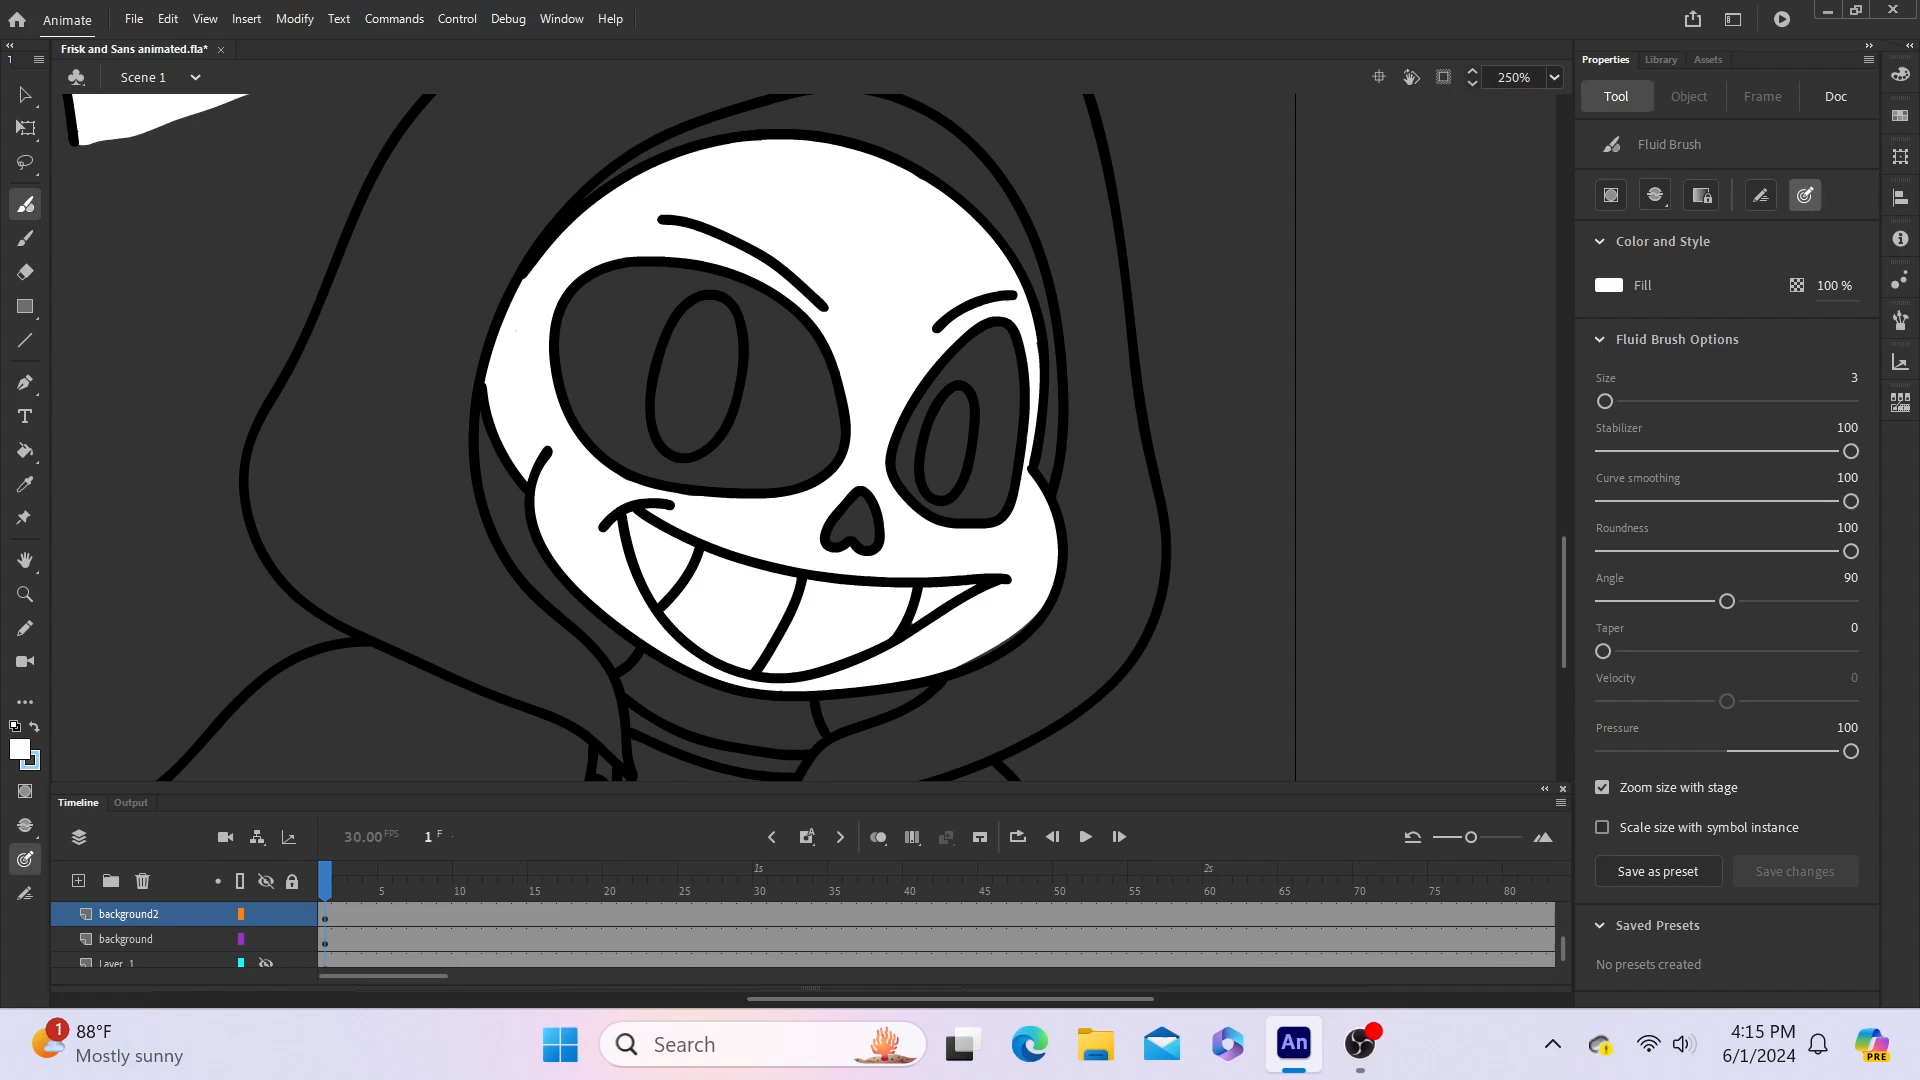 Animate File Edit View Insert Modify Text Commands Control Debug Window Help
Frisk and Sans animated.fla*
Scene 1
250%
Properties Library Assets
Tool Object Frame Doc
Fluid Brush
Color and Style
Fill 100 %
Fluid Brush Options
Size 3
Stabilizer 100
Curve smoothing 100
Roundness 100
Angle 90
Taper 0
Velocity 0
Pressure 100
Zoom size with stage
Scale size with symbol instance
Save as preset Save changes
Saved Presets
No presets created
Timeline Output
30.00 FPS 1 F
1s 2s
5 10 15 20 25 30 35 40 45 50 55 60 65 70 75 80
background2
background
Layer_1
1 88°F
Mostly sunny
Search
An
4:15 PM
6/1/2024
PRE